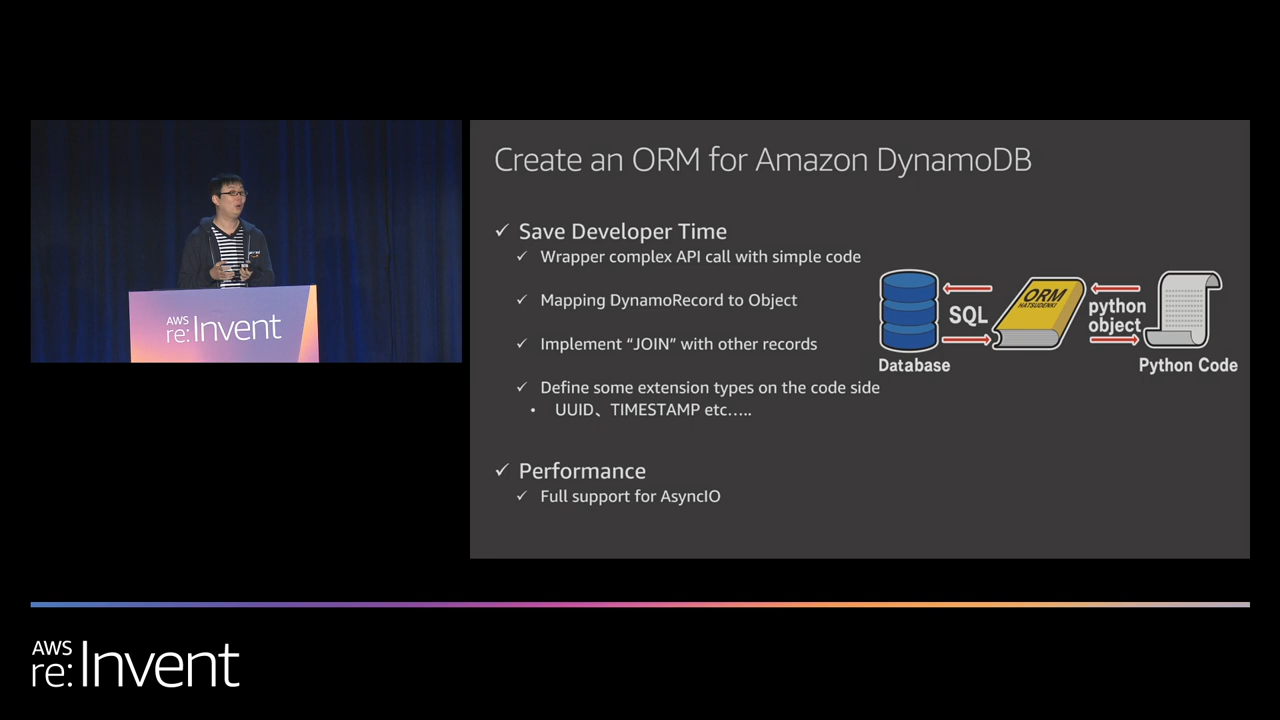 AWS
re:Invent
Create an ORM for Amazon DynamoDB
✓ Save Developer Time
✓ Wrapper complex API call with simple code
✓ Mapping DynamoRecord to Object
✓ Implement “JOIN” with other records
✓ Define some extension types on the code side
• UUID、TIMESTAMP etc…..
✓ Performance
✓ Full support for AsyncIO
SQL
ORM
HATSUDENKI
python
object
Database
Python Code
AWS
re:Invent